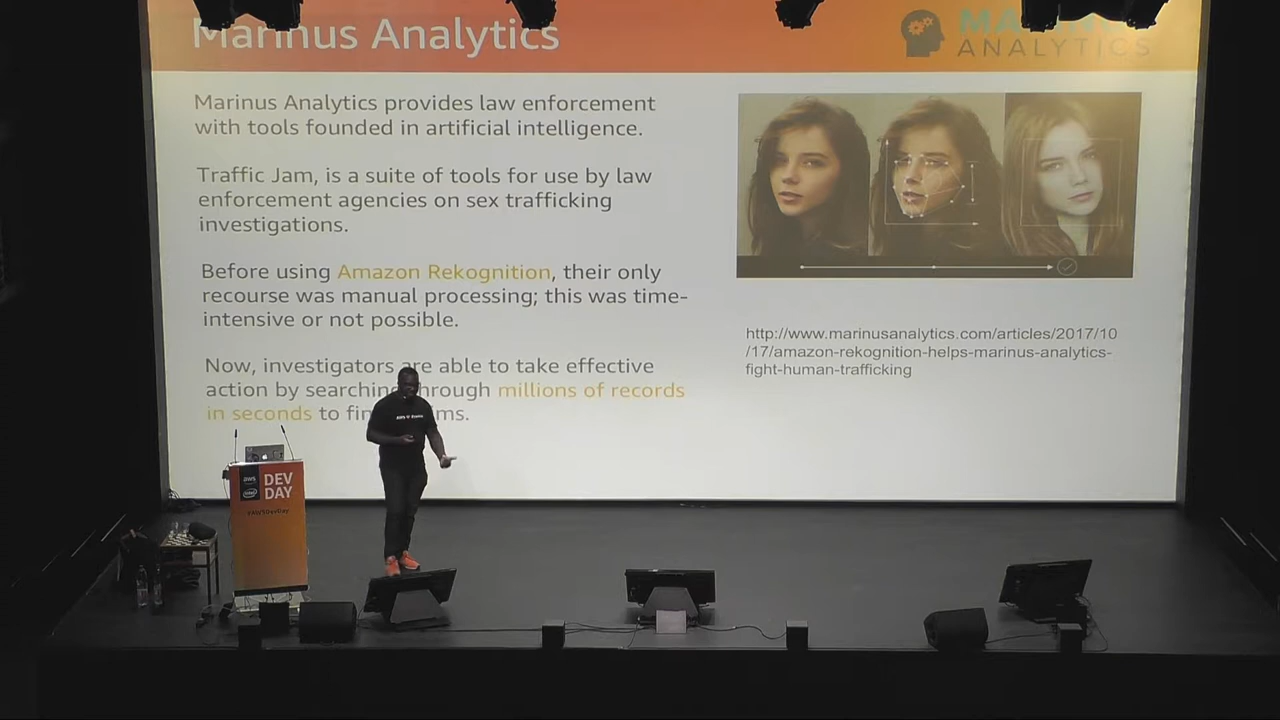 Marinus Analytics
ANALYTICS
Marinus Analytics provides law enforcement
with tools founded in artificial intelligence.
Traffic Jam, is a suite of tools for use by law
enforcement agencies on sex trafficking
investigations.
Before using Amazon Rekognition, their only
recourse was manual processing; this was time-
intensive or not possible.
Now, investigators are able to take effective
action by searching through millions of records
in seconds to
http://www.marinusanalytics.com/articles/2017/10
/17/amazon-rekognition-helps-marinus-analytics-
fight-human-trafficking
aws
intel
DEV
DAY
#AWSDevDay